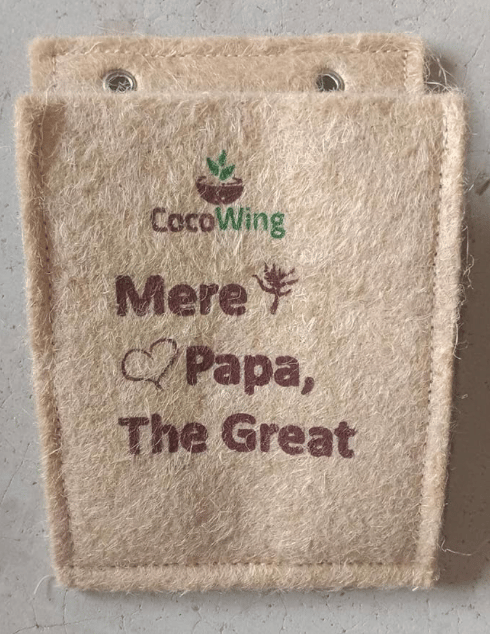 CocoWing
Mere
Papa,
The Great